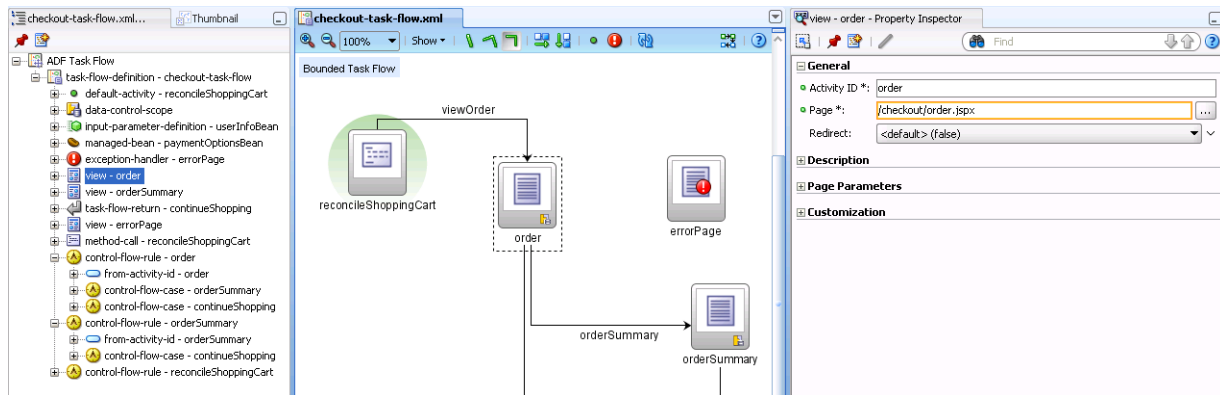 checkout-task-flow.xml...
Thumbnail
ADF Task Flow
task-flow-definition - checkout-task-flow
default-activity - reconcileShoppingCart
data-control-scope
input-parameter-definition - userInfoBean
managed-bean - paymentOptionsBean
exception-handler - errorPage
view - order
view - orderSummary
task-flow-return - continueShopping
view - errorPage
method-call - reconcileShoppingCart
control-flow-rule - order
from-activity-id - order
control-flow-case - orderSummary
control-flow-case - continueShopping
control-flow-rule - orderSummary
from-activity-id - orderSummary
control-flow-case - continueShopping
control-flow-rule - reconcileShoppingCart
checkout-task-flow.xml
100%
Show
Bounded Task Flow
viewOrder
reconcileShoppingCart
order
errorPage
orderSummary
orderSummary
view - order - Property Inspector
Find
General
Activity ID *: order
Page *: /checkout/order.jspx
...
Redirect: <default> (false)
Description
Page Parameters
Customization